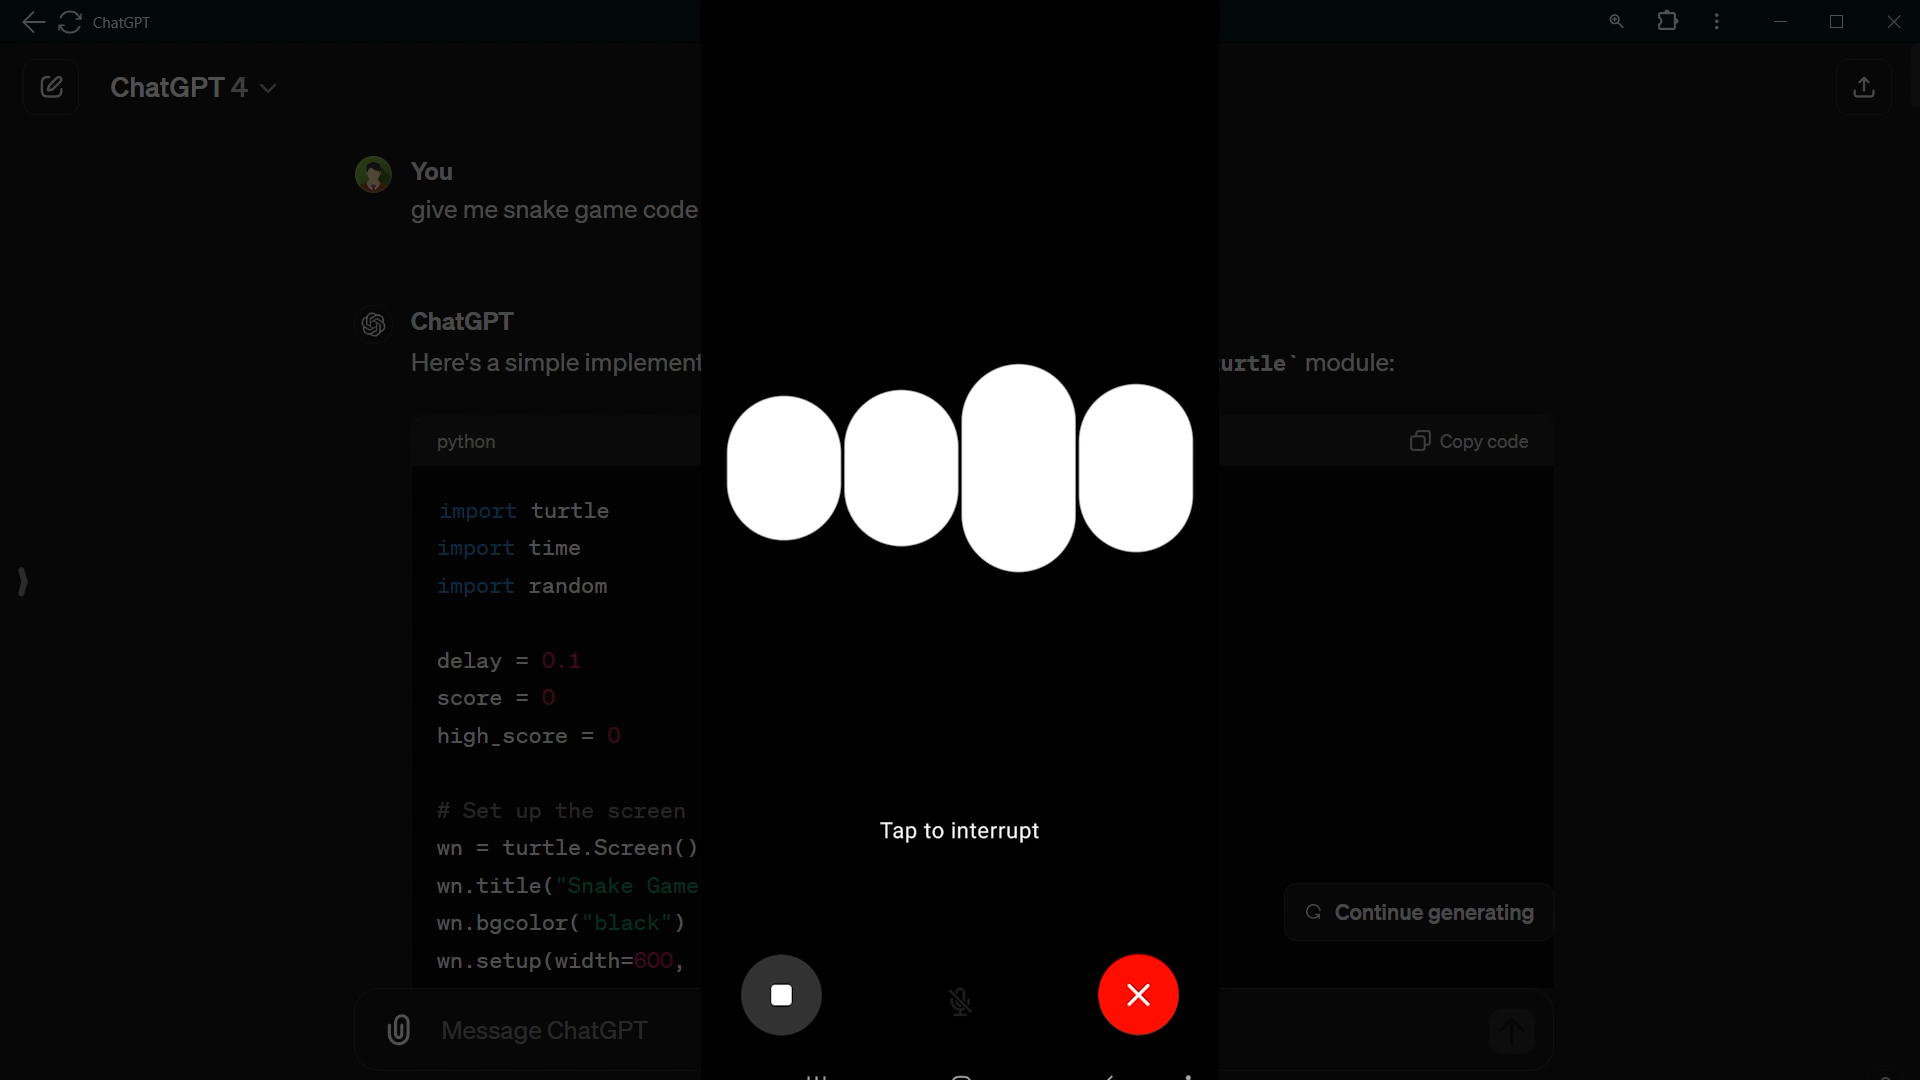 ChatGPT
ChatGPT 4
You
give me snake game code
ChatGPT
Here's a simple implement
urtle` module:
python
Copy code
import turtle
import time
import random
delay = 0.1
score = 0
high_score = 0
# Set up the screen
wn = turtle.Screen()
wn.title("Snake Game
wn.bgcolor("black")
wn.setup(width=600,
Tap to interrupt
Continue generating
Message ChatGPT